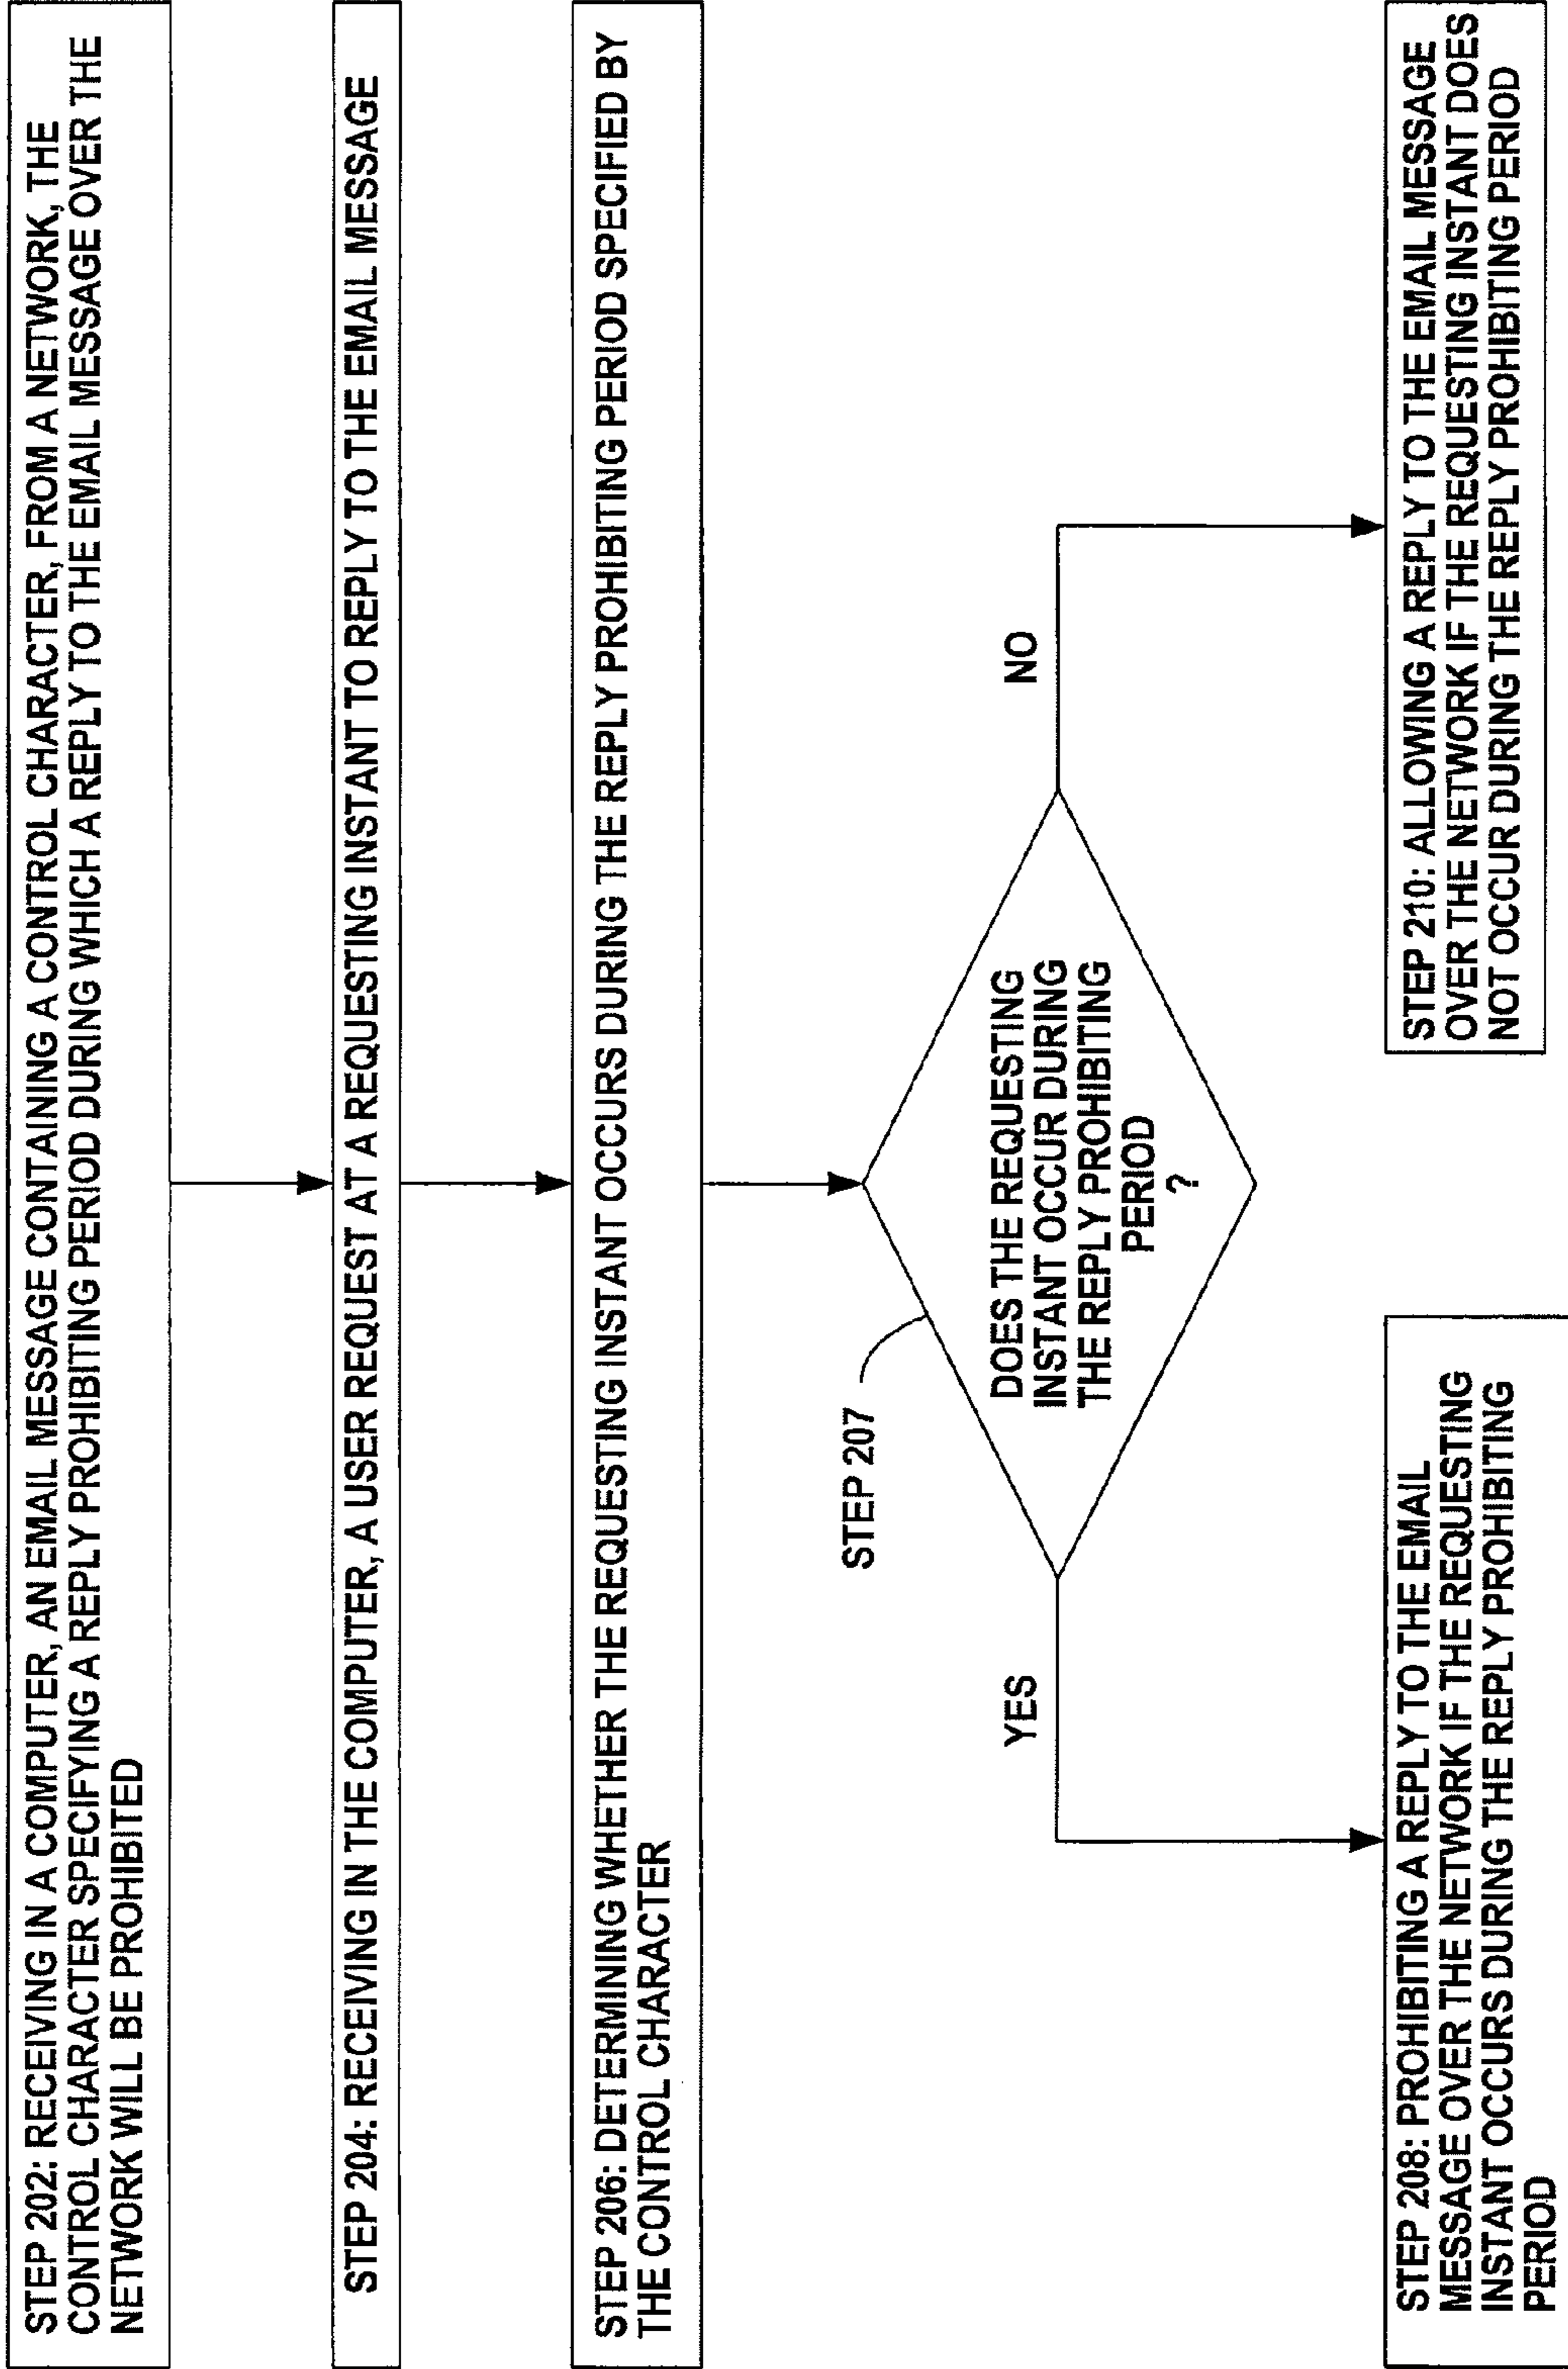 STEP 202: RECEIVING IN A COMPUTER, AN EMAIL MESSAGE CONTAINING A CONTROL CHARACTER, FROM A NETWORK, THE
CONTROL CHARACTER SPECIFYING A REPLY PROHIBITING PERIOD DURING WHICH A REPLY TO THE EMAIL MESSAGE OVER THE
NETWORK WILL BE PROHIBITED
STEP 204: RECEIVING IN THE COMPUTER, A USER REQUEST AT A REQUESTING INSTANT TO REPLY TO THE EMAIL MESSAGE
STEP 206: DETERMINING WHETHER THE REQUESTING INSTANT OCCURS DURING THE REPLY PROHIBITING PERIOD SPECIFIED BY
THE CONTROL CHARACTER
STEP 207
DOES THE REQUESTING
INSTANT OCCUR DURING
THE REPLY PROHIBITING
PERIOD
?
YES
NO
STEP 208: PROHIBITING A REPLY TO THE EMAIL
MESSAGE OVER THE NETWORK IF THE REQUESTING
INSTANT OCCURS DURING THE REPLY PROHIBITING
PERIOD
STEP 210: ALLOWING A REPLY TO THE EMAIL MESSAGE
OVER THE NETWORK IF THE REQUESTING INSTANT DOES
NOT OCCUR DURING THE REPLY PROHIBITING PERIOD